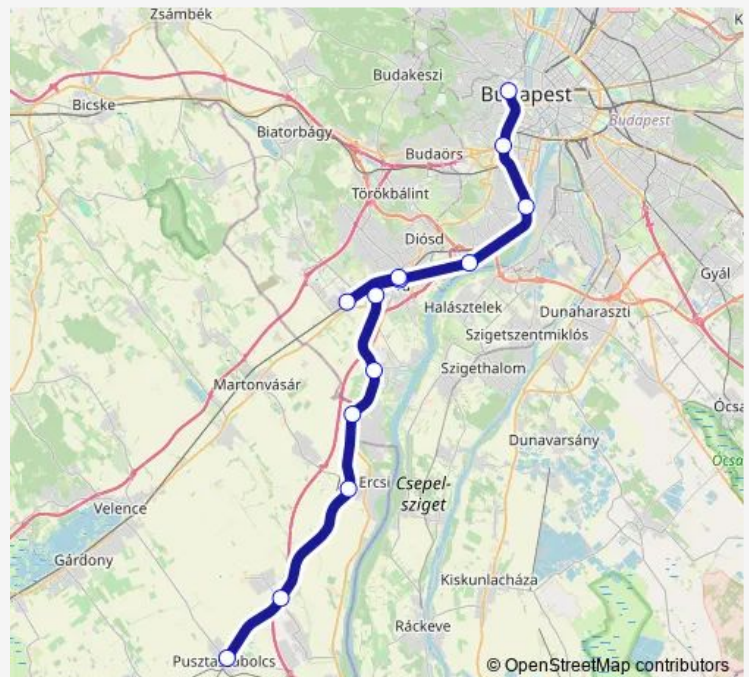 Zsámbék
Budakeszi
Budapest
Bicske
Budapest
Biatorbágy
Budaörs
Törökbálint
Diósd
Gyál
Halásztelek
Dunaharaszti
Szigetszentmiklós
Szigethalom
Martonvásár
Ócsa
Dunavarsány
Ercsi
Csepel-
sziget
Velence
Gárdony
Kiskunlacháza
Ráckeve
© OpenStreetMap contributors